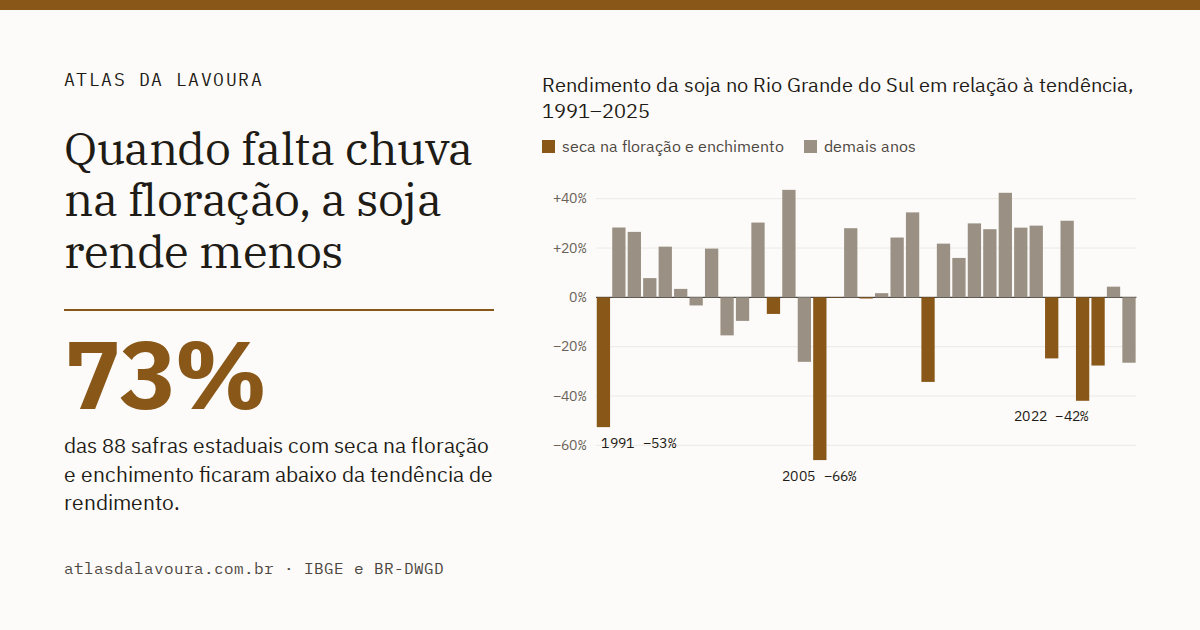 ATLAS DA LAVOURA
Quando falta chuva
na floração, a soja
rende menos
73%
das 88 safras estaduais com seca na floração
e enchimento ficaram abaixo da tendência de
rendimento.
atlasdalavoura.com.br · IBGE e BR-DWGD
Rendimento da soja no Rio Grande do Sul em relação à tendência,
1991–2025
seca na floração e enchimento
demais anos
+40%
+20%
0%
−20%
−40%
−60%
1991 −53%
2005 −66%
2022 −42%